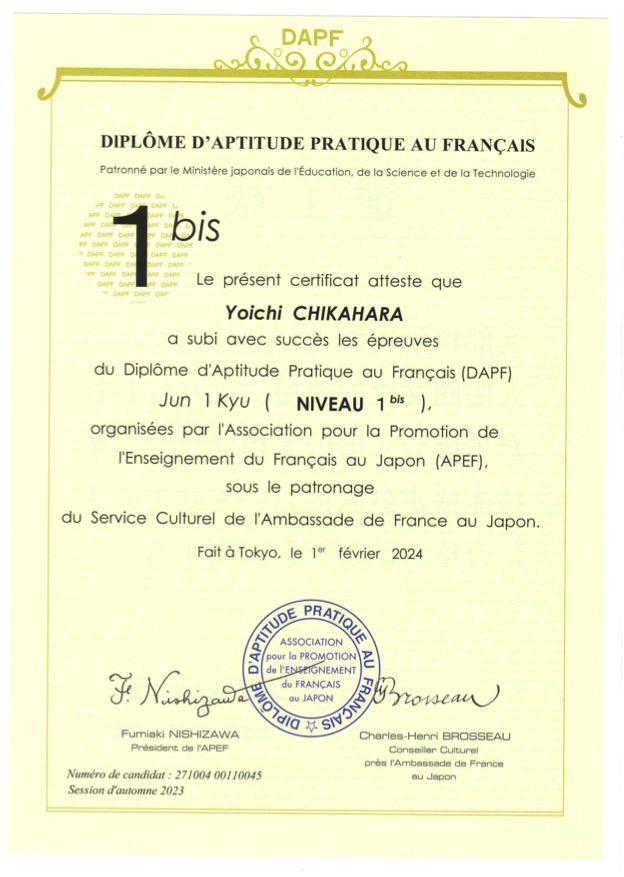 DAPF
DIPLÔME D'APTITUDE PRATIQUE AU FRANÇAIS
Patronné par le Ministère japonais de l'Éducation, de la Science et de la Technologie
1 bis
Le présent certificat atteste que
Yoichi CHIKAHARA
a subi avec succès les épreuves
du Diplôme d'Aptitude Pratique au Français (DAPF)
Jun 1 Kyu ( NIVEAU 1 bis ),
organisées par l'Association pour la Promotion de
l'Enseignement du Français au Japon (APEF),
sous le patronage
du Service Culturel de l'Ambassade de France au Japon.
Fait à Tokyo, le 1er février 2024
DIPLÔME D'APTITUDE PRATIQUE AU FRANÇAIS
ASSOCIATION
pour la PROMOTION
de l'ENSEIGNEMENT
du FRANÇAIS
au JAPON
F. Nishizawa
Brosseau
Fumiaki NISHIZAWA
Président de l'APEF
Charles-Henri BROSSEAU
Conseiller Culturel
près l'Ambassade de France
au Japon
Numéro de candidat : 271004 00110045
Session d'automne 2023